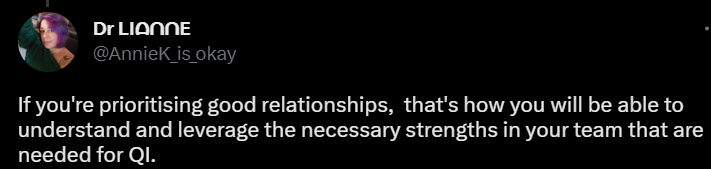 Dr LIAՈՈE
@AnnieK_is_okay
If you're prioritising good relationships,  that's how you will be able to
understand and leverage the necessary strengths in your team that are
needed for QI.